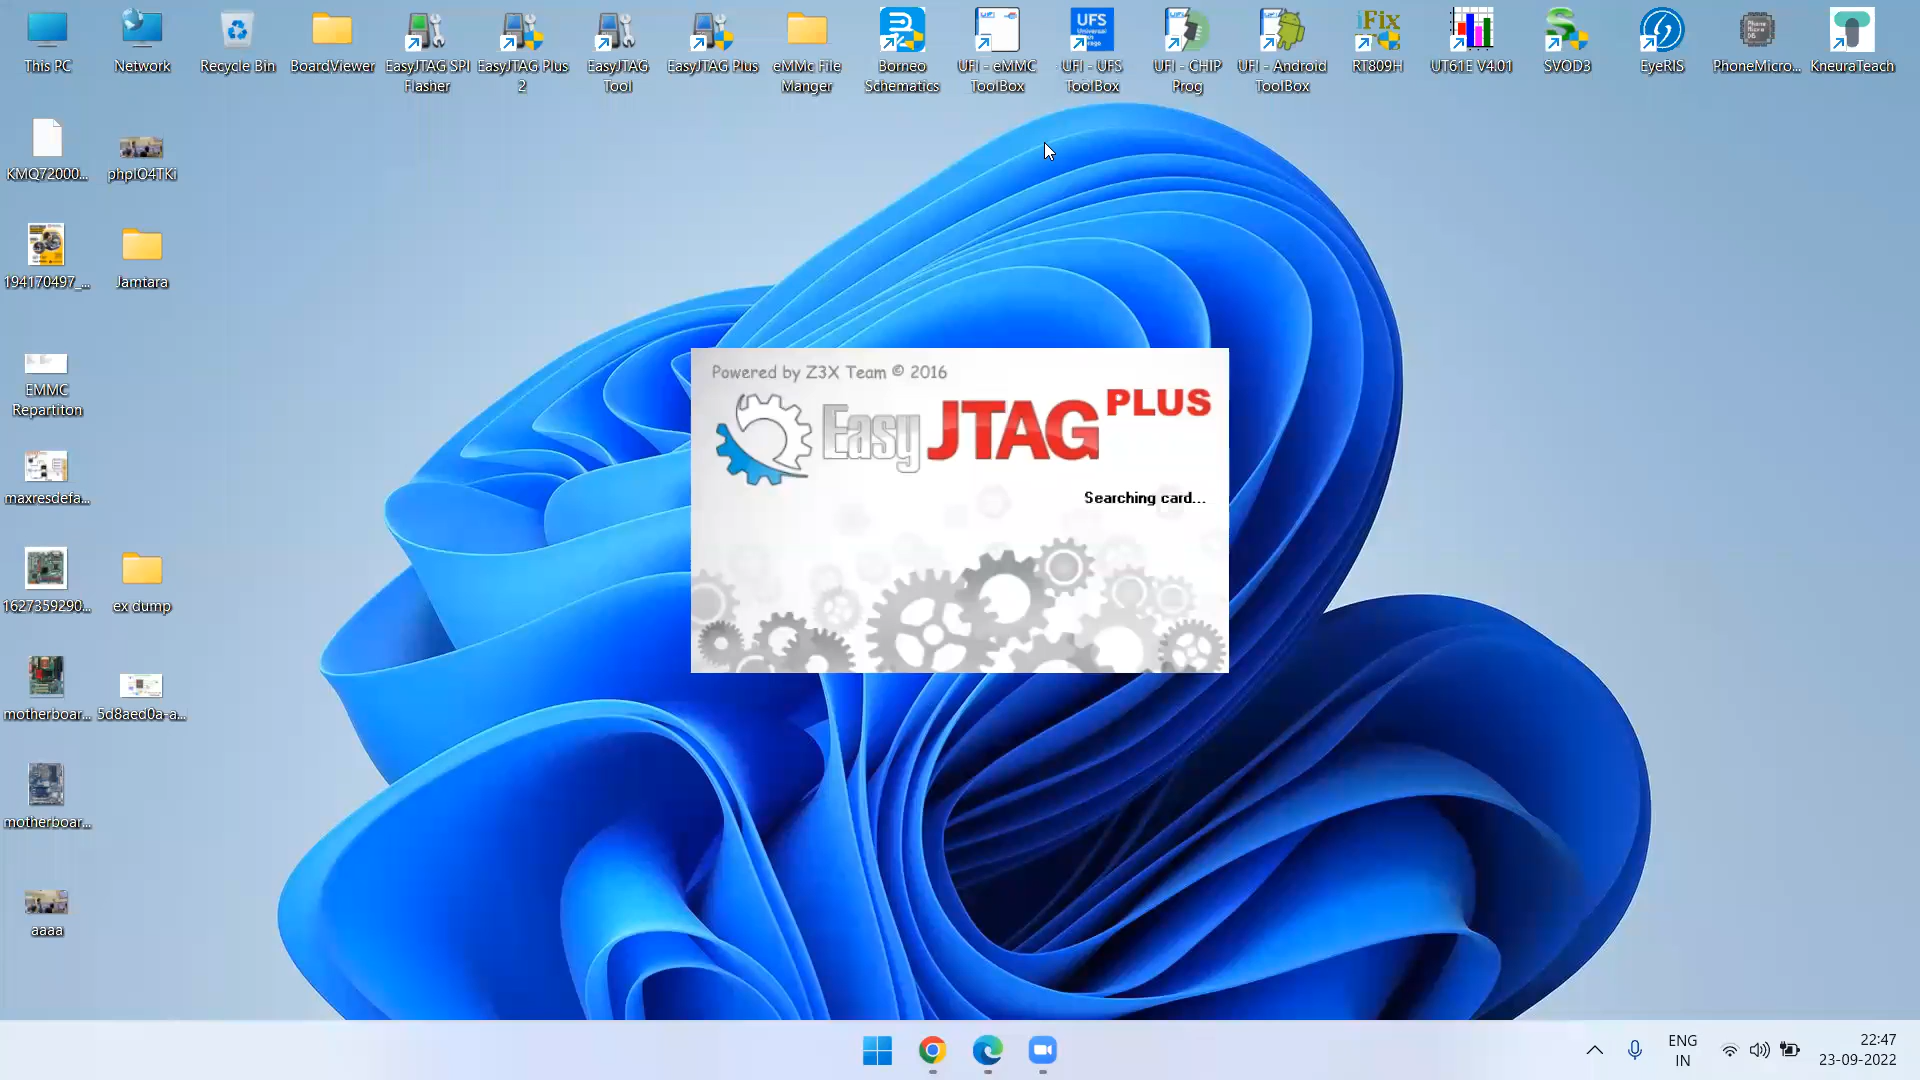 This PC
Network
Recycle Bin
BoardViewer
EasyJTAG SPI
Flasher
EasyJTAG Plus
2
EasyJTAG
Tool
EasyJTAG Plus
eMMc File
Manger
Borneo
Schematics
UFI - eMMC
ToolBox
UFI - UFS
ToolBox
UFI - CHIP
Prog
UFI - Android
ToolBox
RT809H
UT61E V4.01
SVOD3
EyeRIS
PhoneMicro...
KneuraTeach
UFS
iFix
KMQ72000...
phpIO4TKi
194170497_...
Jamtara
EMMC
Repartiton
maxresdefa...
1627359290...
ex dump
motherboar...
5d8aed0a-a...
motherboar...
aaaa
Powered by Z3X Team © 2016
Easy JTAG PLUS
Searching card...
ENG
IN
22:47
23-09-2022